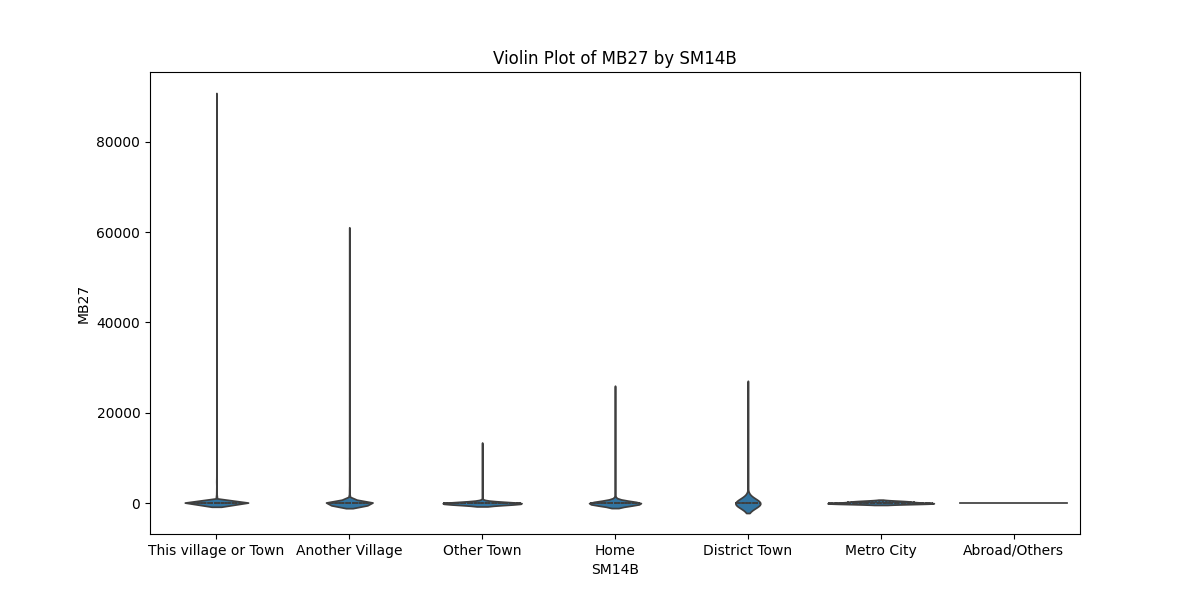 Violin Plot of MB27 by SM14B
MB27
80000
60000
40000
20000
0
This village or Town Another Village Other Town Home District Town Metro City Abroad/Others
SM14B